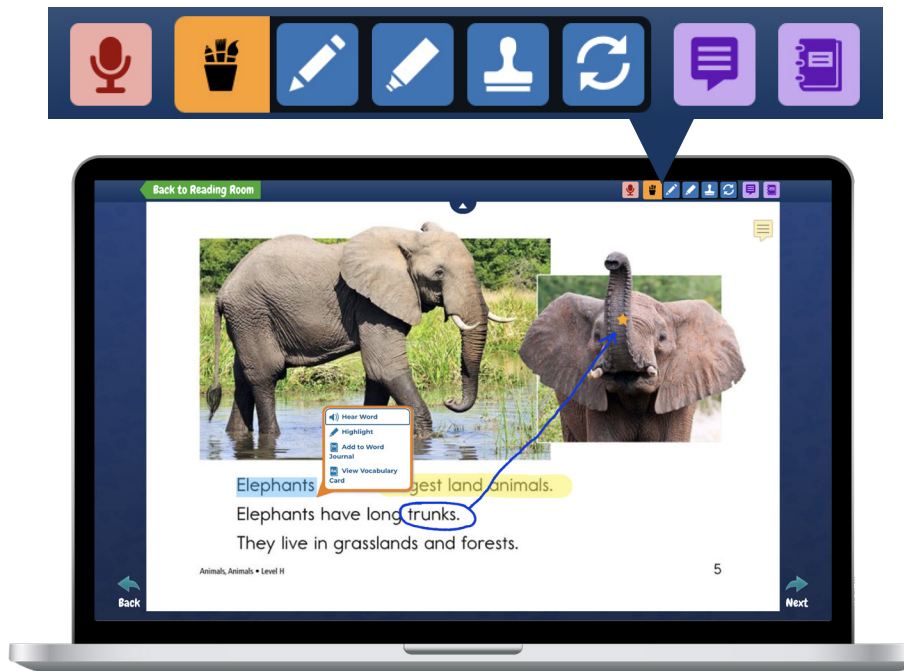 Back to Reading Room
Hear Word
Highlight
Add to Word
Journal
View Vocabulary
Card
Elephants gest land animals.
Elephants have long trunks.
They live in grasslands and forests.
Animals, Animals • Level H
5
Back
Next